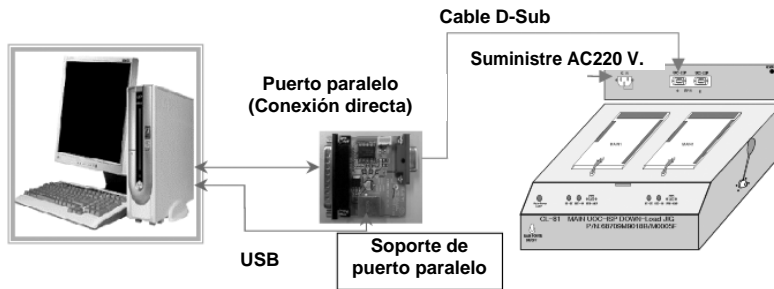 Cable D-Sub
Suministre AC220 V.
Puerto paralelo
(Conexión directa)
CL-81 MAIN UOC-ISP DOWN-Load JIG
USB
Soporte de
puerto paralelo